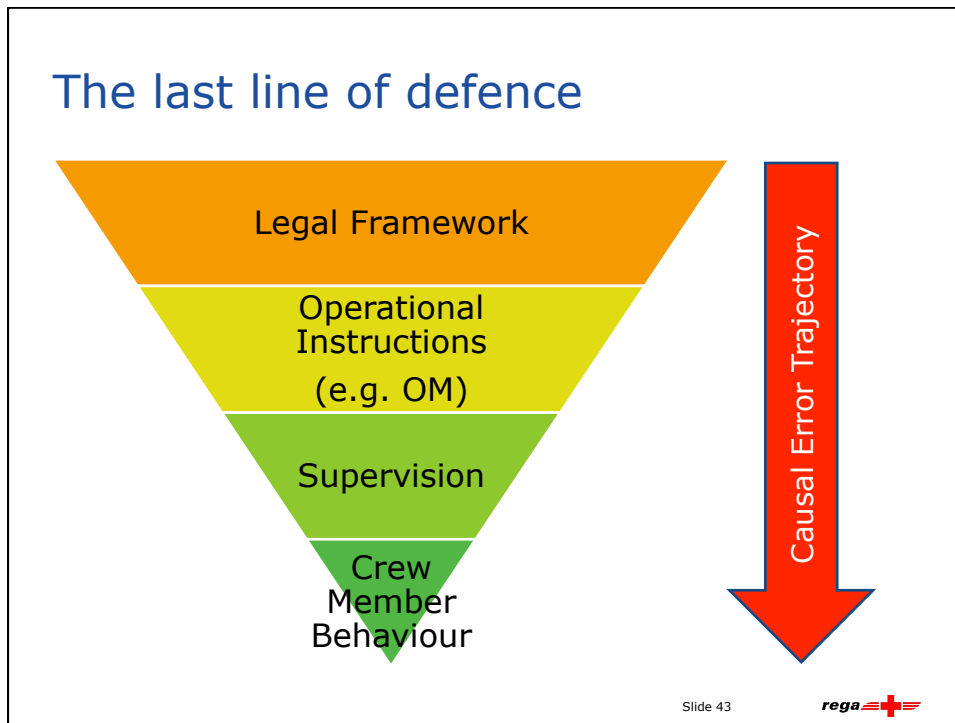 The last line of defence
Legal Framework
Operational
Instructions
(e.g. OM)
Supervision
Crew
Member
Behaviour
Causal Error Trajectory
Slide 43
rega